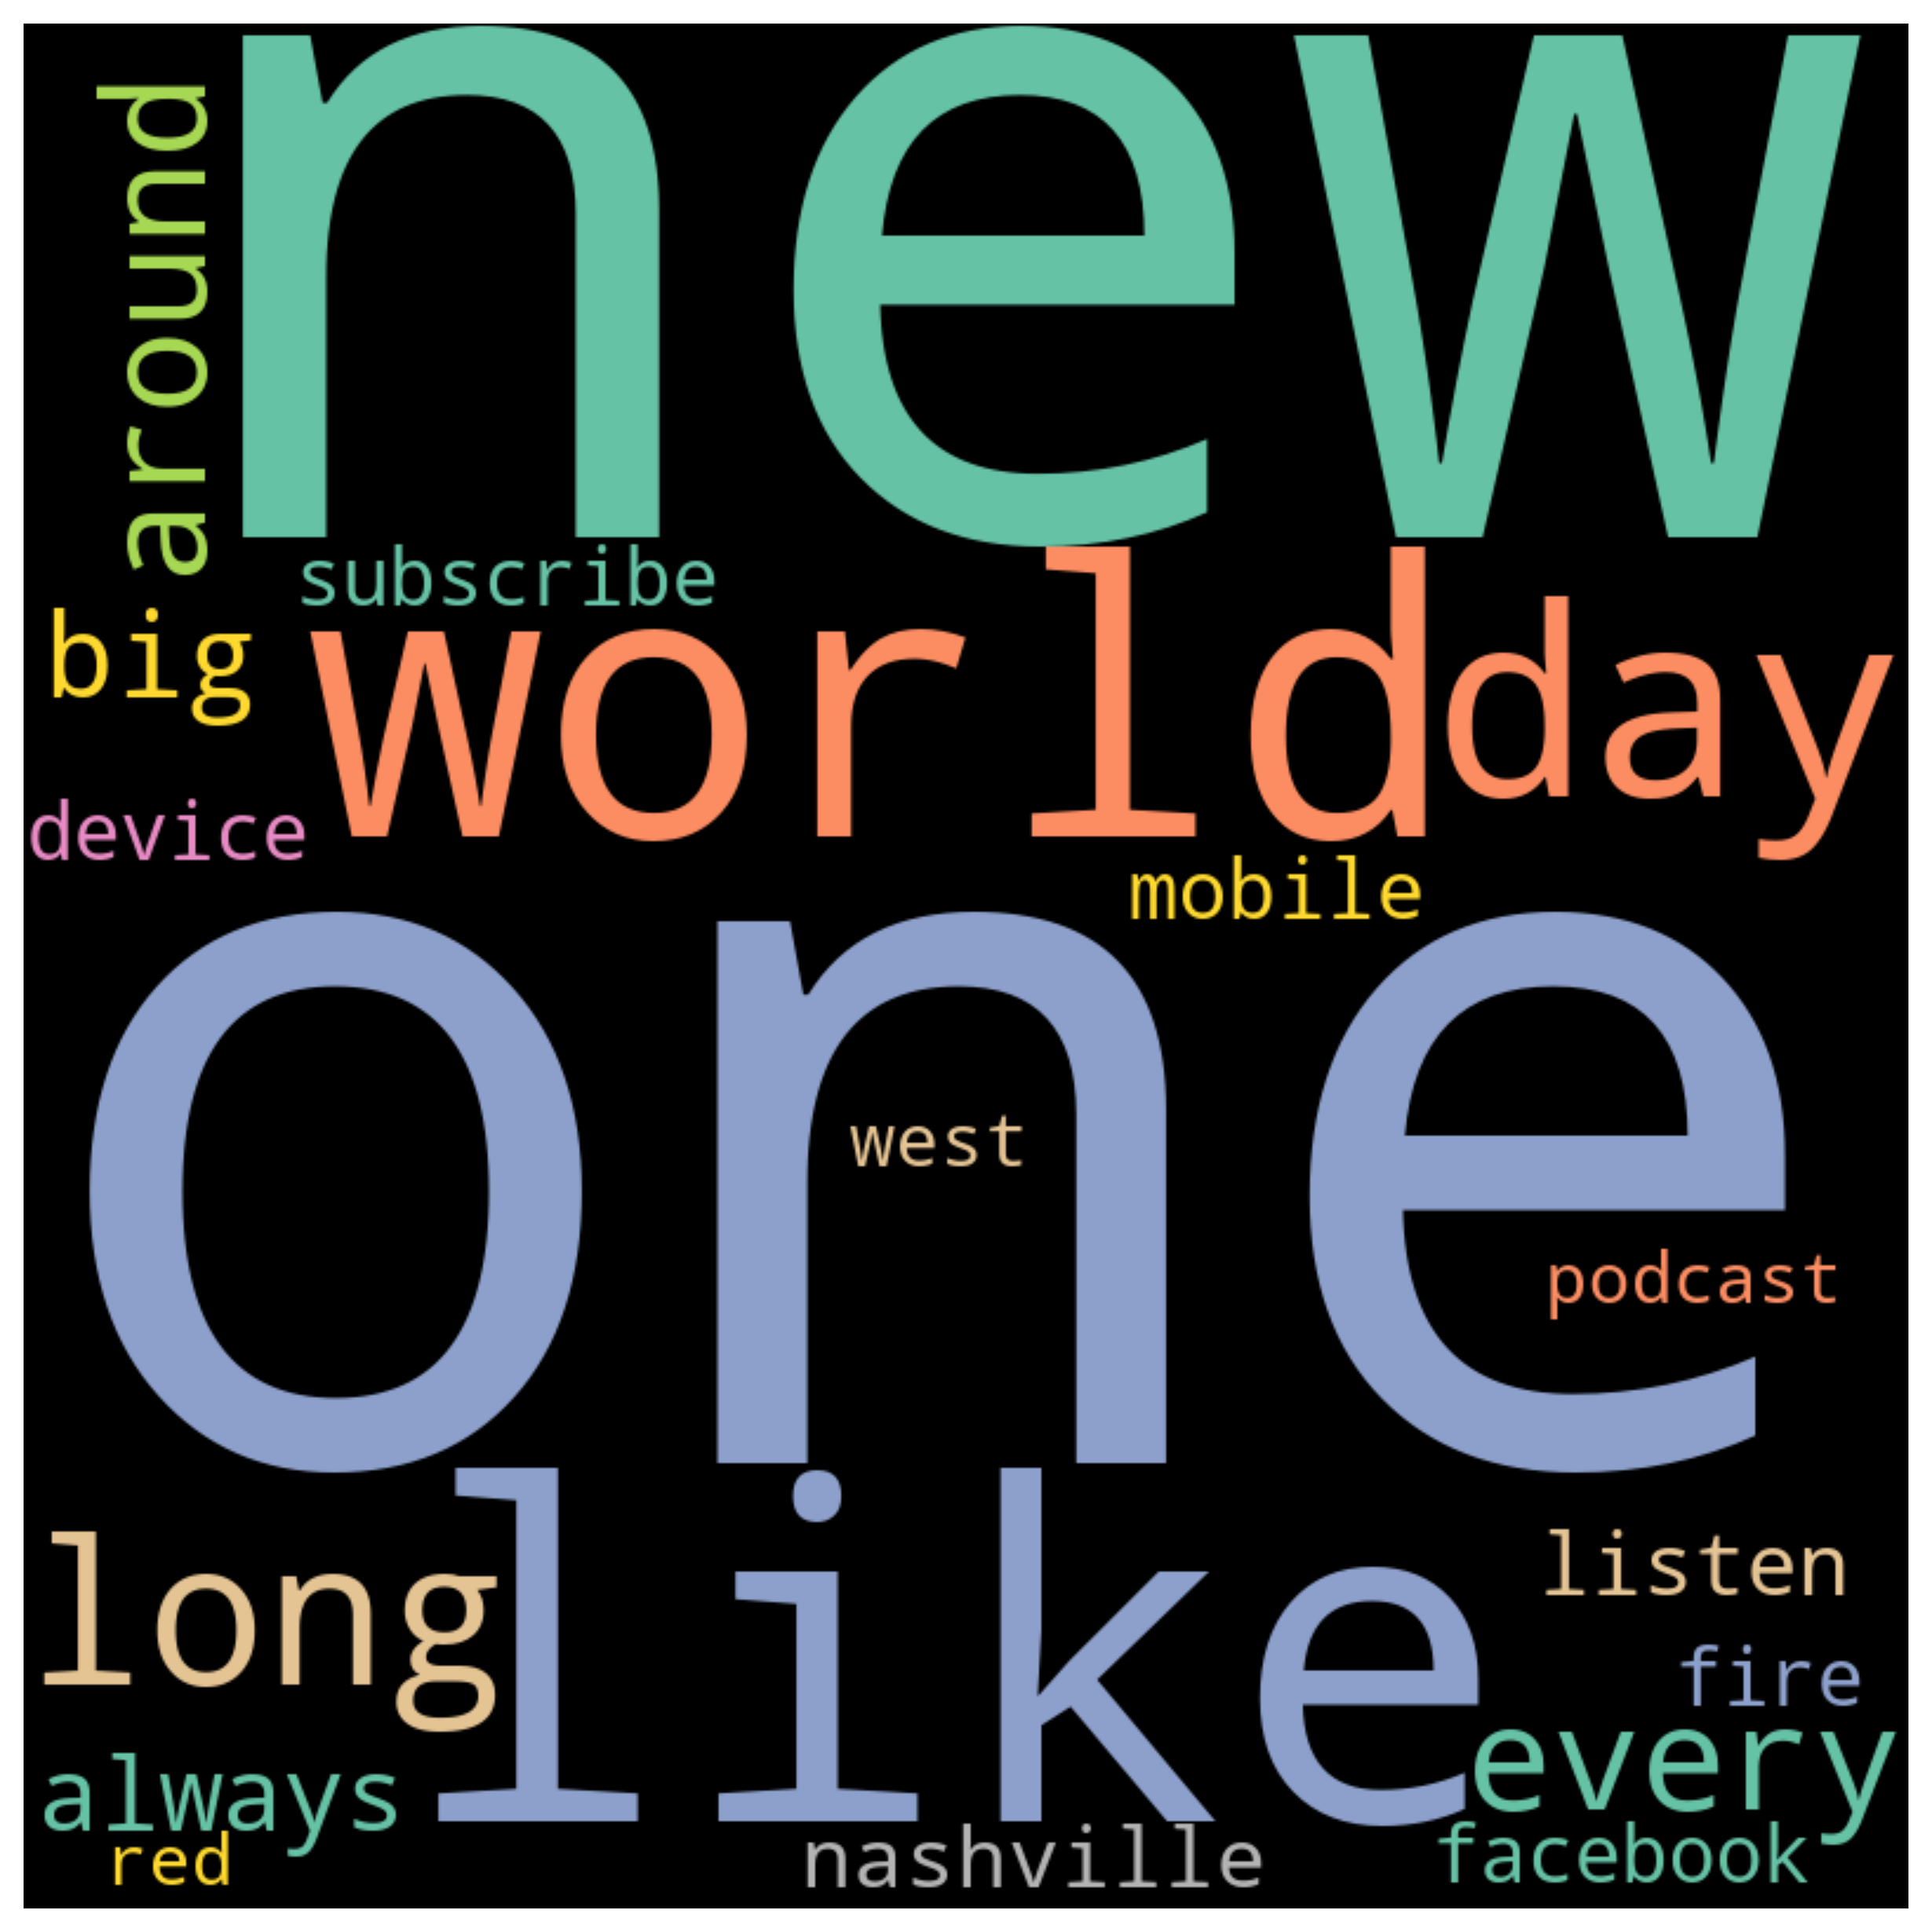 new
around
subscribe
big
world
day
device
mobile
one
west
podcast
like
long
listen
fire
every
always
red
nashville
facebook